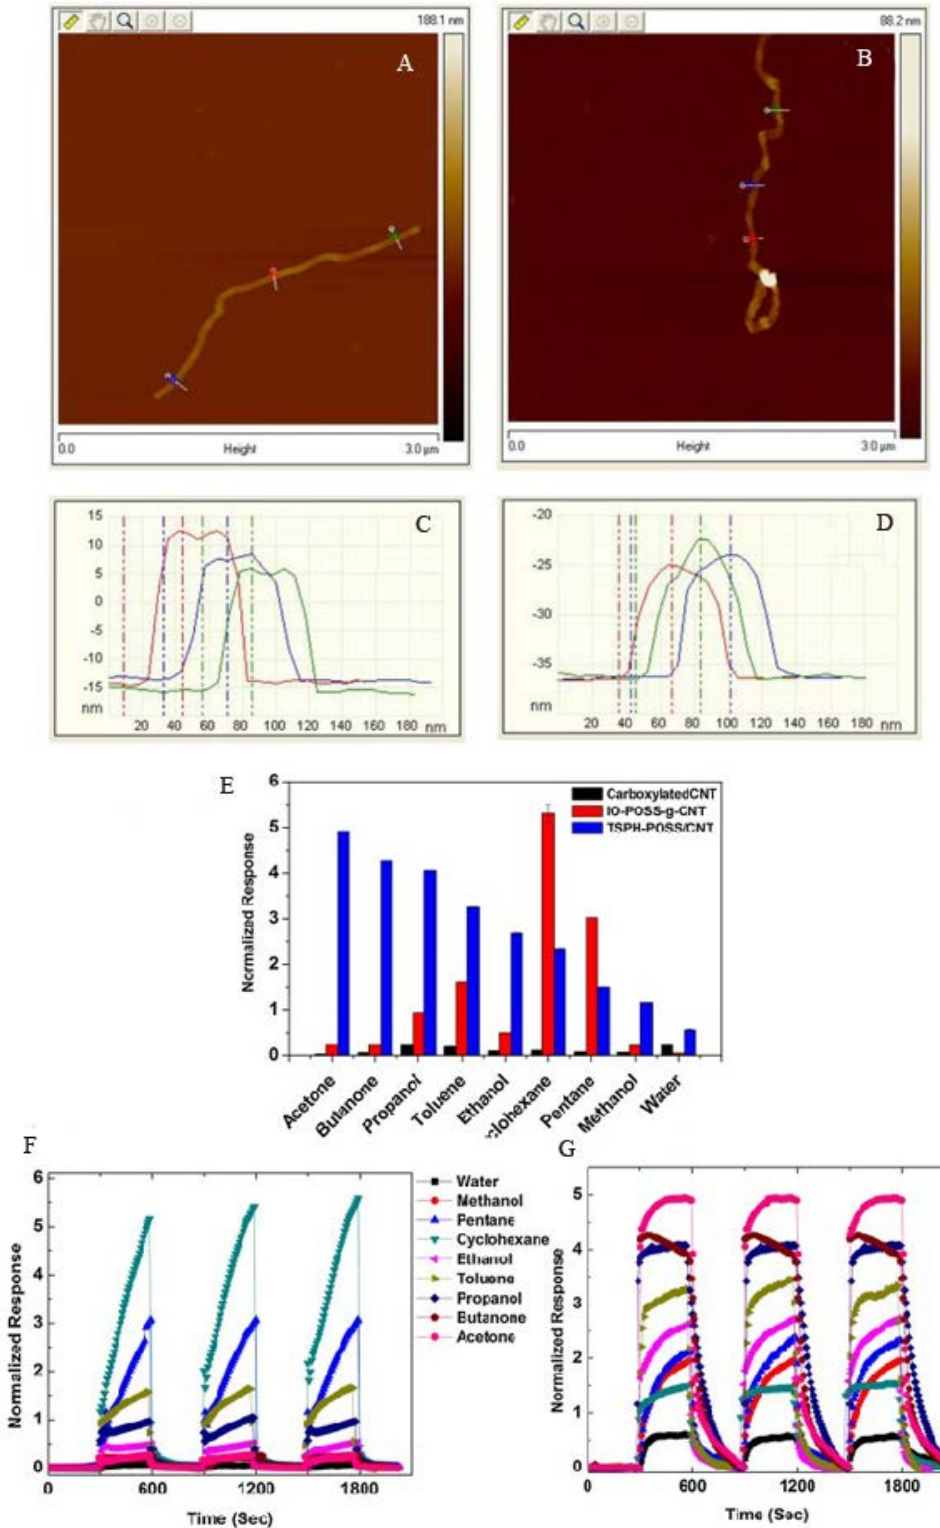 188.1 nm
88.2 nm
A
B
0.0 Height 3.0 µm
0.0 Height 3.0 µm
C
15
10
5
0
-5
-10
-15
nm
20 40 60 80 100 120 140 160 180 nm
D
-20
-25
-30
-35
nm
20 40 60 80 100 120 140 160 180 nm
E
6
5
4
3
2
1
0
Normalized Response
CarboxylatedCNT
IO-POSS-g-CNT
TSPH-POSS/CNT
Acetone
Butanone
Propanol
Toluene
Ethanol
clohexane
Pentane
Methanol
Water
F
6
5
4
3
2
1
0
Normalized Response
0 600 1200 1800
Time (Sec)
Water
Methanol
Pentane
Cyclohexane
Ethanol
Toluene
Propanol
Butanone
Acetone
G
5
4
3
2
1
0
Normalized Response
0 600 1200 1800
Time (Sec)